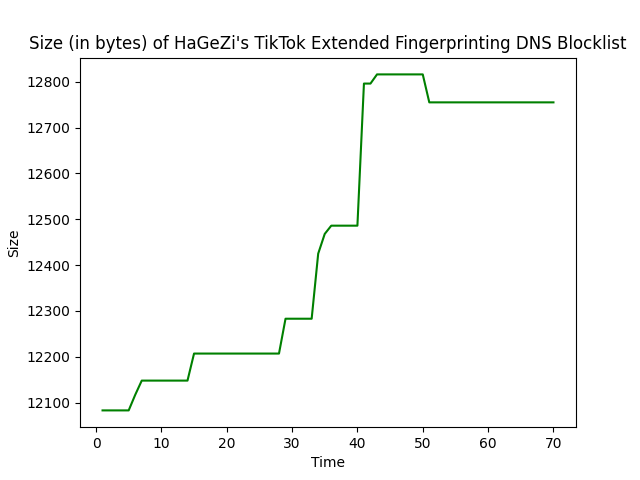 Size (in bytes) of HaGeZi's TikTok Extended Fingerprinting DNS Blocklist
12800
12700
12600
12500
12400
12300
12200
12100
Size
0 10 20 30 40 50 60 70
Time